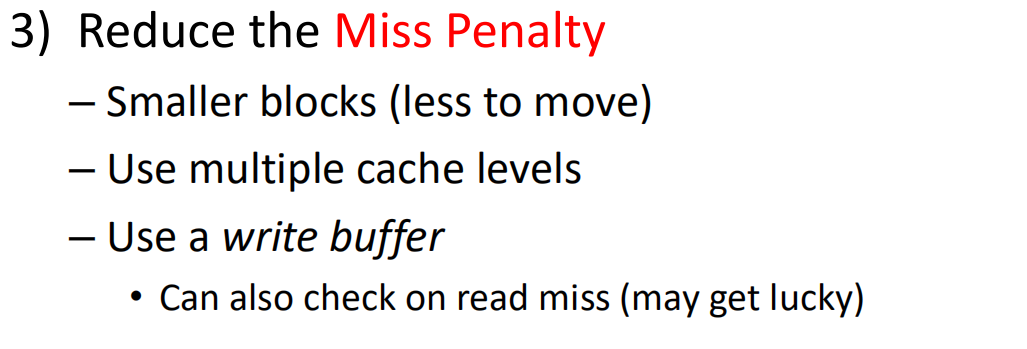 3) Reduce the Miss Penalty
– Smaller blocks (less to move)
– Use multiple cache levels
– Use a write buffer
• Can also check on read miss (may get lucky)